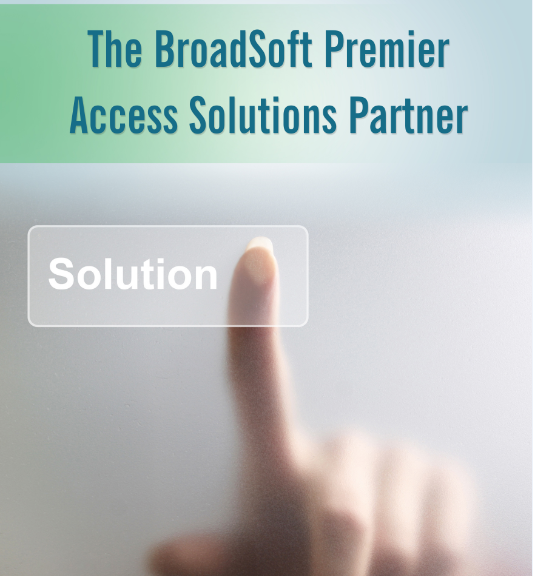 The BroadSoft Premier
Access Solutions Partner
Solution